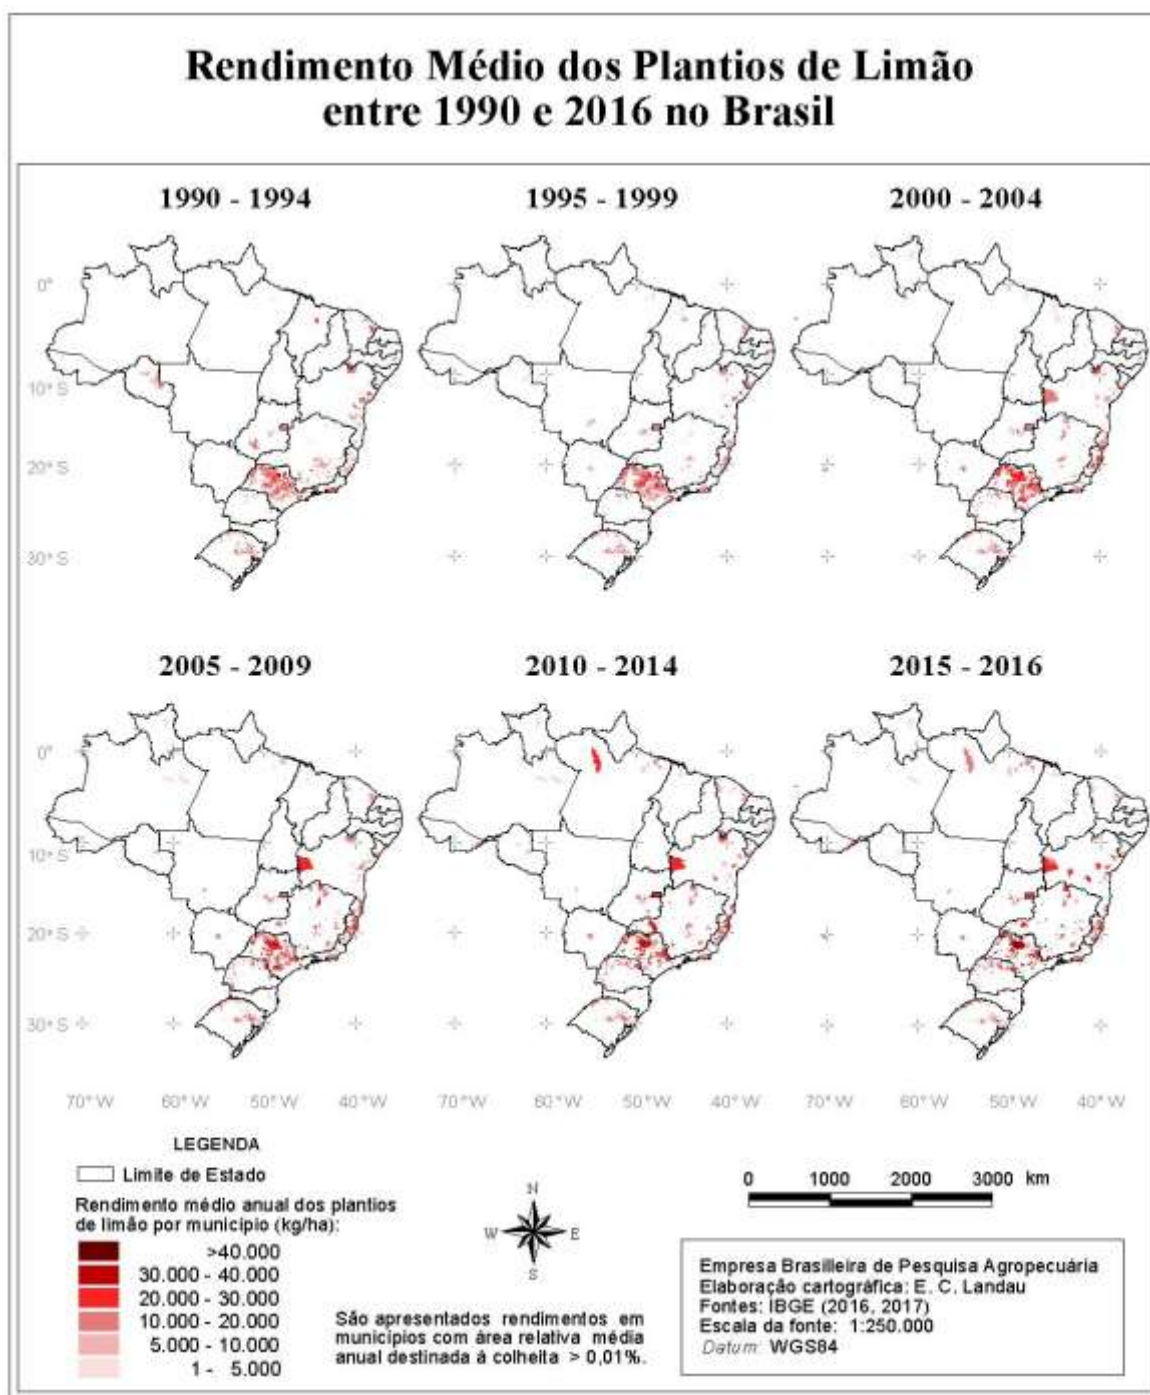 Rendimento Médio dos Plantios de Limão
entre 1990 e 2016 no Brasil
1990 - 1994
1995 - 1999
2000 - 2004
0°
10° S
20° S
30° S
2005 - 2009
2010 - 2014
2015 - 2016
0°
10° S
20° S
30° S
70° W 60° W 50° W 40° W
70° W 60° W 50° W 40° W
70° W 60° W 50° W 40° W
LEGENDA
Limite de Estado
Rendimento médio anual dos plantios
de limão por município (kg/ha):
>40.000
30.000 - 40.000
20.000 - 30.000
10.000 - 20.000
5.000 - 10.000
1 - 5.000
N
W E
S
São apresentados rendimentos em
municípios com área relativa média
anual destinada á colheita > 0,01%.
0 1000 2000 3000 km
Empresa Brasilleira de Pesquisa Agropecuária
Elaboração cartográfica: E. C. Landau
Fontes: IBGE (2016, 2017)
Escala da fonte: 1:250.000
Datum: WGS84